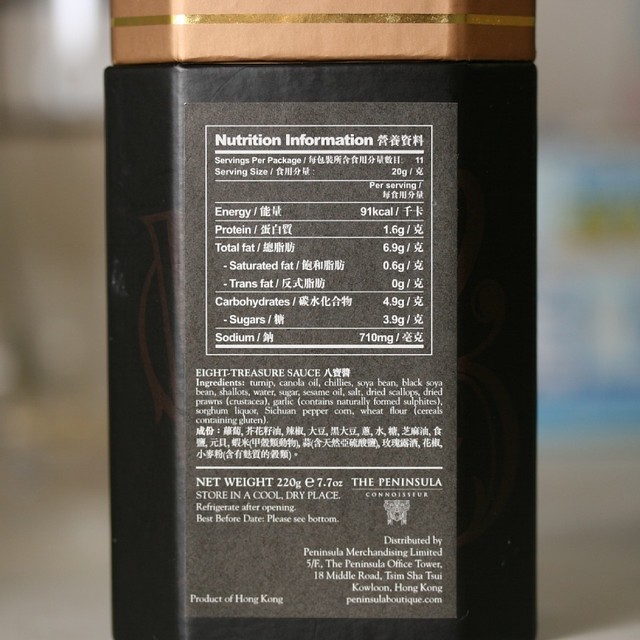 Nutrition Information 營養資料
Servings Per Package / 每包裝所含食用分量數目: 11
Serving Size / 食用分量: 20g / 克
Per serving /
每食用分量
Energy / 能量 91kcal / 千卡
Protein / 蛋白質 1.6g / 克
Total fat / 總脂肪 6.9g / 克
- Saturated fat / 飽和脂肪 0.6g / 克
- Trans fat / 反式脂肪 0g / 克
Carbohydrates / 碳水化合物 4.9g / 克
- Sugars / 糖 3.9g / 克
Sodium / 鈉 710mg / 毫克
EIGHT-TREASURE SAUCE 八寶醬
Ingredients: turnip, canola oil, chillies, soya bean, black soya
bean, shallots, water, sugar, sesame oil, salt, dried scallops, dried
prawns (crustacea), garlic (contains naturally formed sulphites),
sorghum liquor, Sichuan pepper corn, wheat flour (cereals
containing gluten).
成份：蘿蔔, 芥花籽油, 辣椒, 大豆, 黑大豆, 蔥, 水, 糖, 芝麻油, 食
鹽, 元貝, 蝦米(甲殼類動物), 蒜(含天然亞硫酸鹽), 玫瑰露酒, 花椒,
小麥粉(含有麩質的穀類)。
NET WEIGHT 220g ℮ 7.7oz
STORE IN A COOL, DRY PLACE.
Refrigerate after opening.
Best Before Date: Please see bottom.
THE PENINSULA
CONNOISSEUR
Distributed by
Peninsula Merchandising Limited
5/F., The Peninsula Office Tower,
18 Middle Road, Tsim Sha Tsui
Kowloon, Hong Kong
Product of Hong Kong peninsulaboutique.com